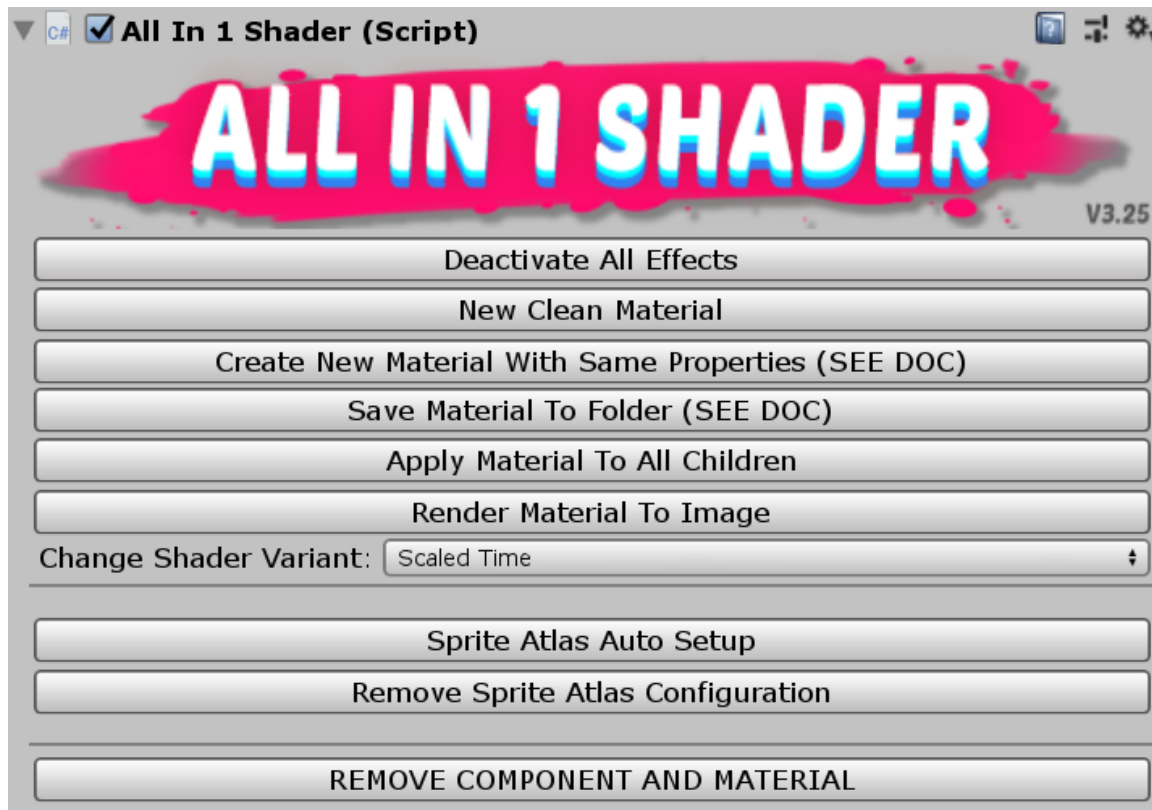 C#
All In 1 Shader (Script)
ALL IN 1 SHADER
V3.25
Deactivate All Effects
New Clean Material
Create New Material With Same Properties (SEE DOC)
Save Material To Folder (SEE DOC)
Apply Material To All Children
Render Material To Image
Change Shader Variant: Scaled Time
Sprite Atlas Auto Setup
Remove Sprite Atlas Configuration
REMOVE COMPONENT AND MATERIAL